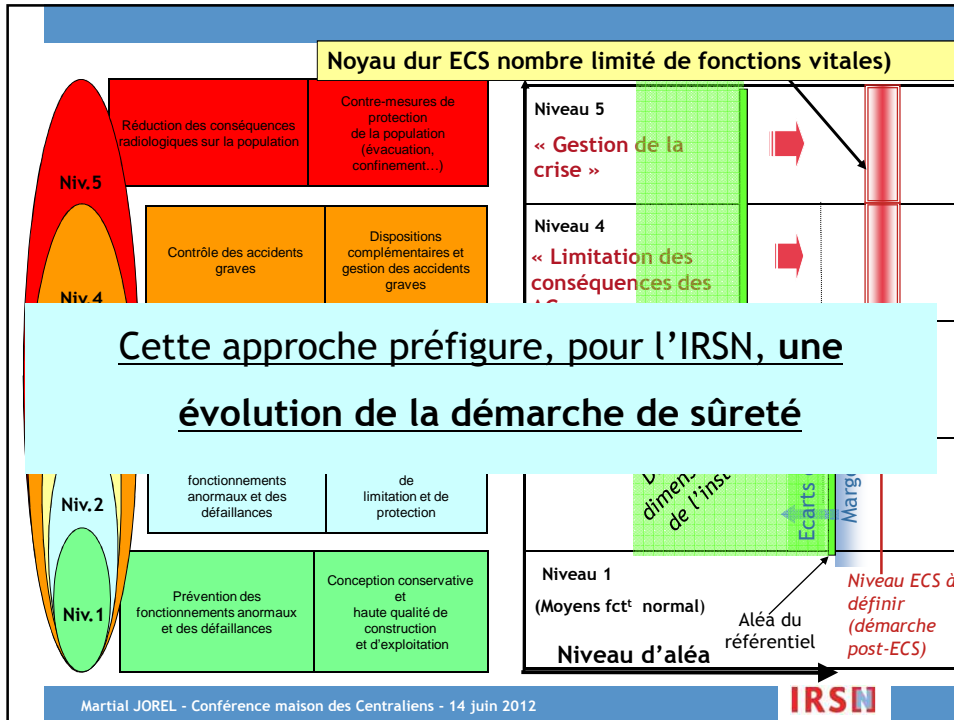 Noyau dur ECS nombre limité de fonctions vitales)
Niv.5
Réduction des conséquences
radiologiques sur la population
Contre-mesures de
protection
de la population
(évacuation,
confinement…)
Niveau 5
« Gestion de la
crise »
Niv.4
Contrôle des accidents
graves
Dispositions
complémentaires et
gestion des accidents
graves
Niveau 4
« Limitation des
conséquences des
Cette approche préfigure, pour l’IRSN, une
évolution de la démarche de sûreté
Niv.2
fonctionnements
anormaux et des
défaillances
de
limitation et de
protection
de l’inst
Ecarts
Marge
Niv.1
Prévention des
fonctionnements anormaux
et des défaillances
Conception conservative
et
haute qualité de
construction
et d’exploitation
Niveau 1
(Moyens fctᵗ normal)
Aléa du
référentiel
Niveau ECS à
définir
(démarche
post-ECS)
Niveau d’aléa
Martial JOREL - Conférence maison des Centraliens - 14 juin 2012
IRSN